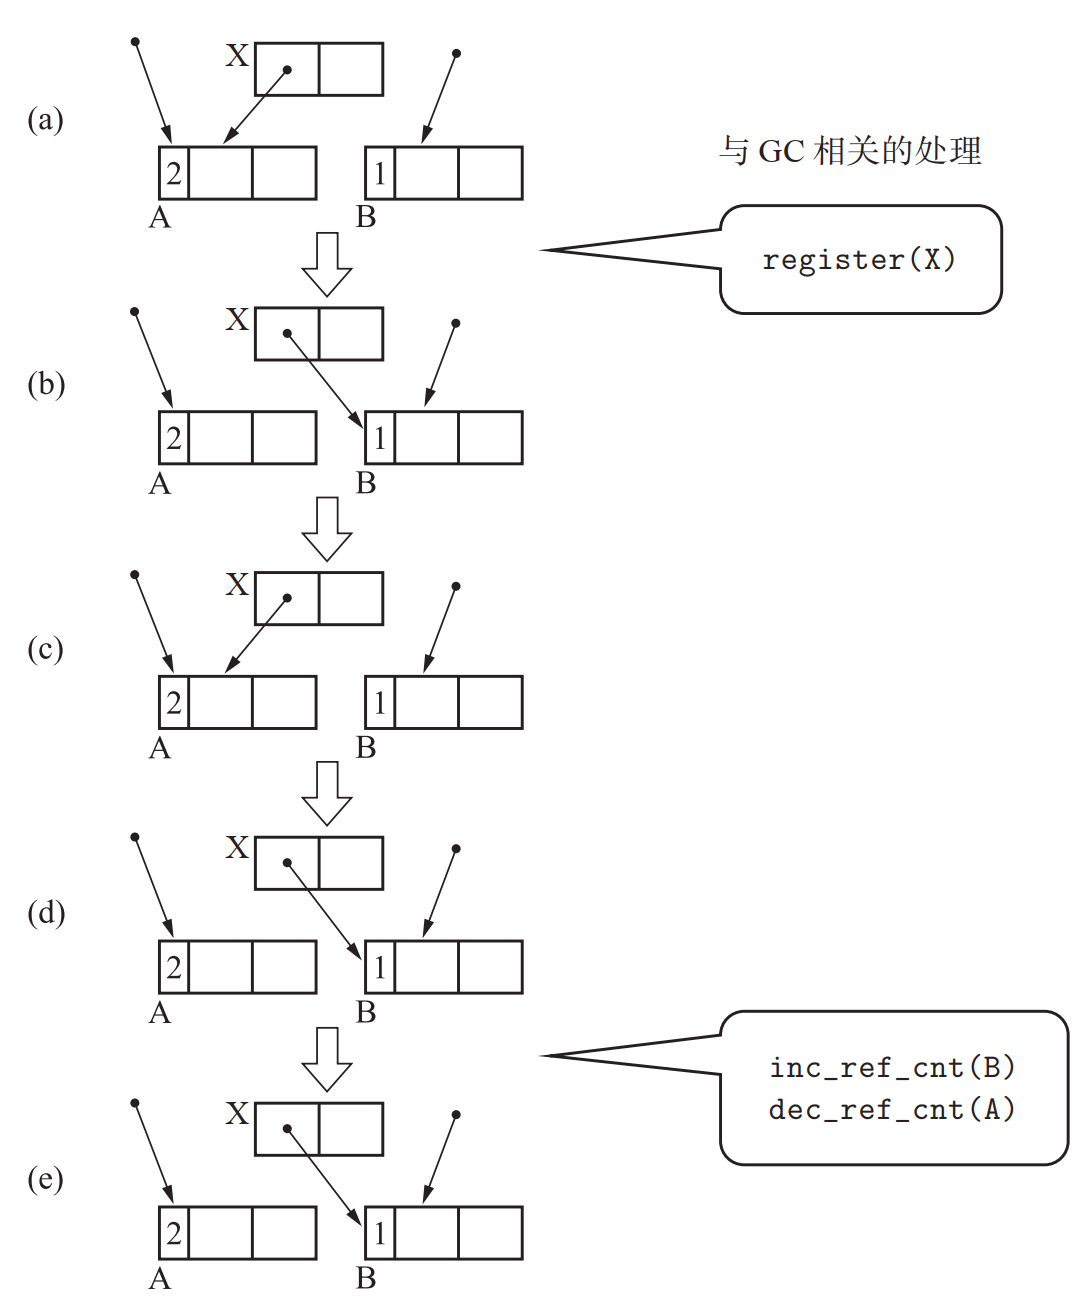 X
(a)
2
1
A
B
与 GC 相关的处理
register(X)
X
(b)
2
1
A
B
X
(c)
2
1
A
B
X
(d)
2
1
A
B
inc_ref_cnt(B)
dec_ref_cnt(A)
X
(e)
2
1
A
B